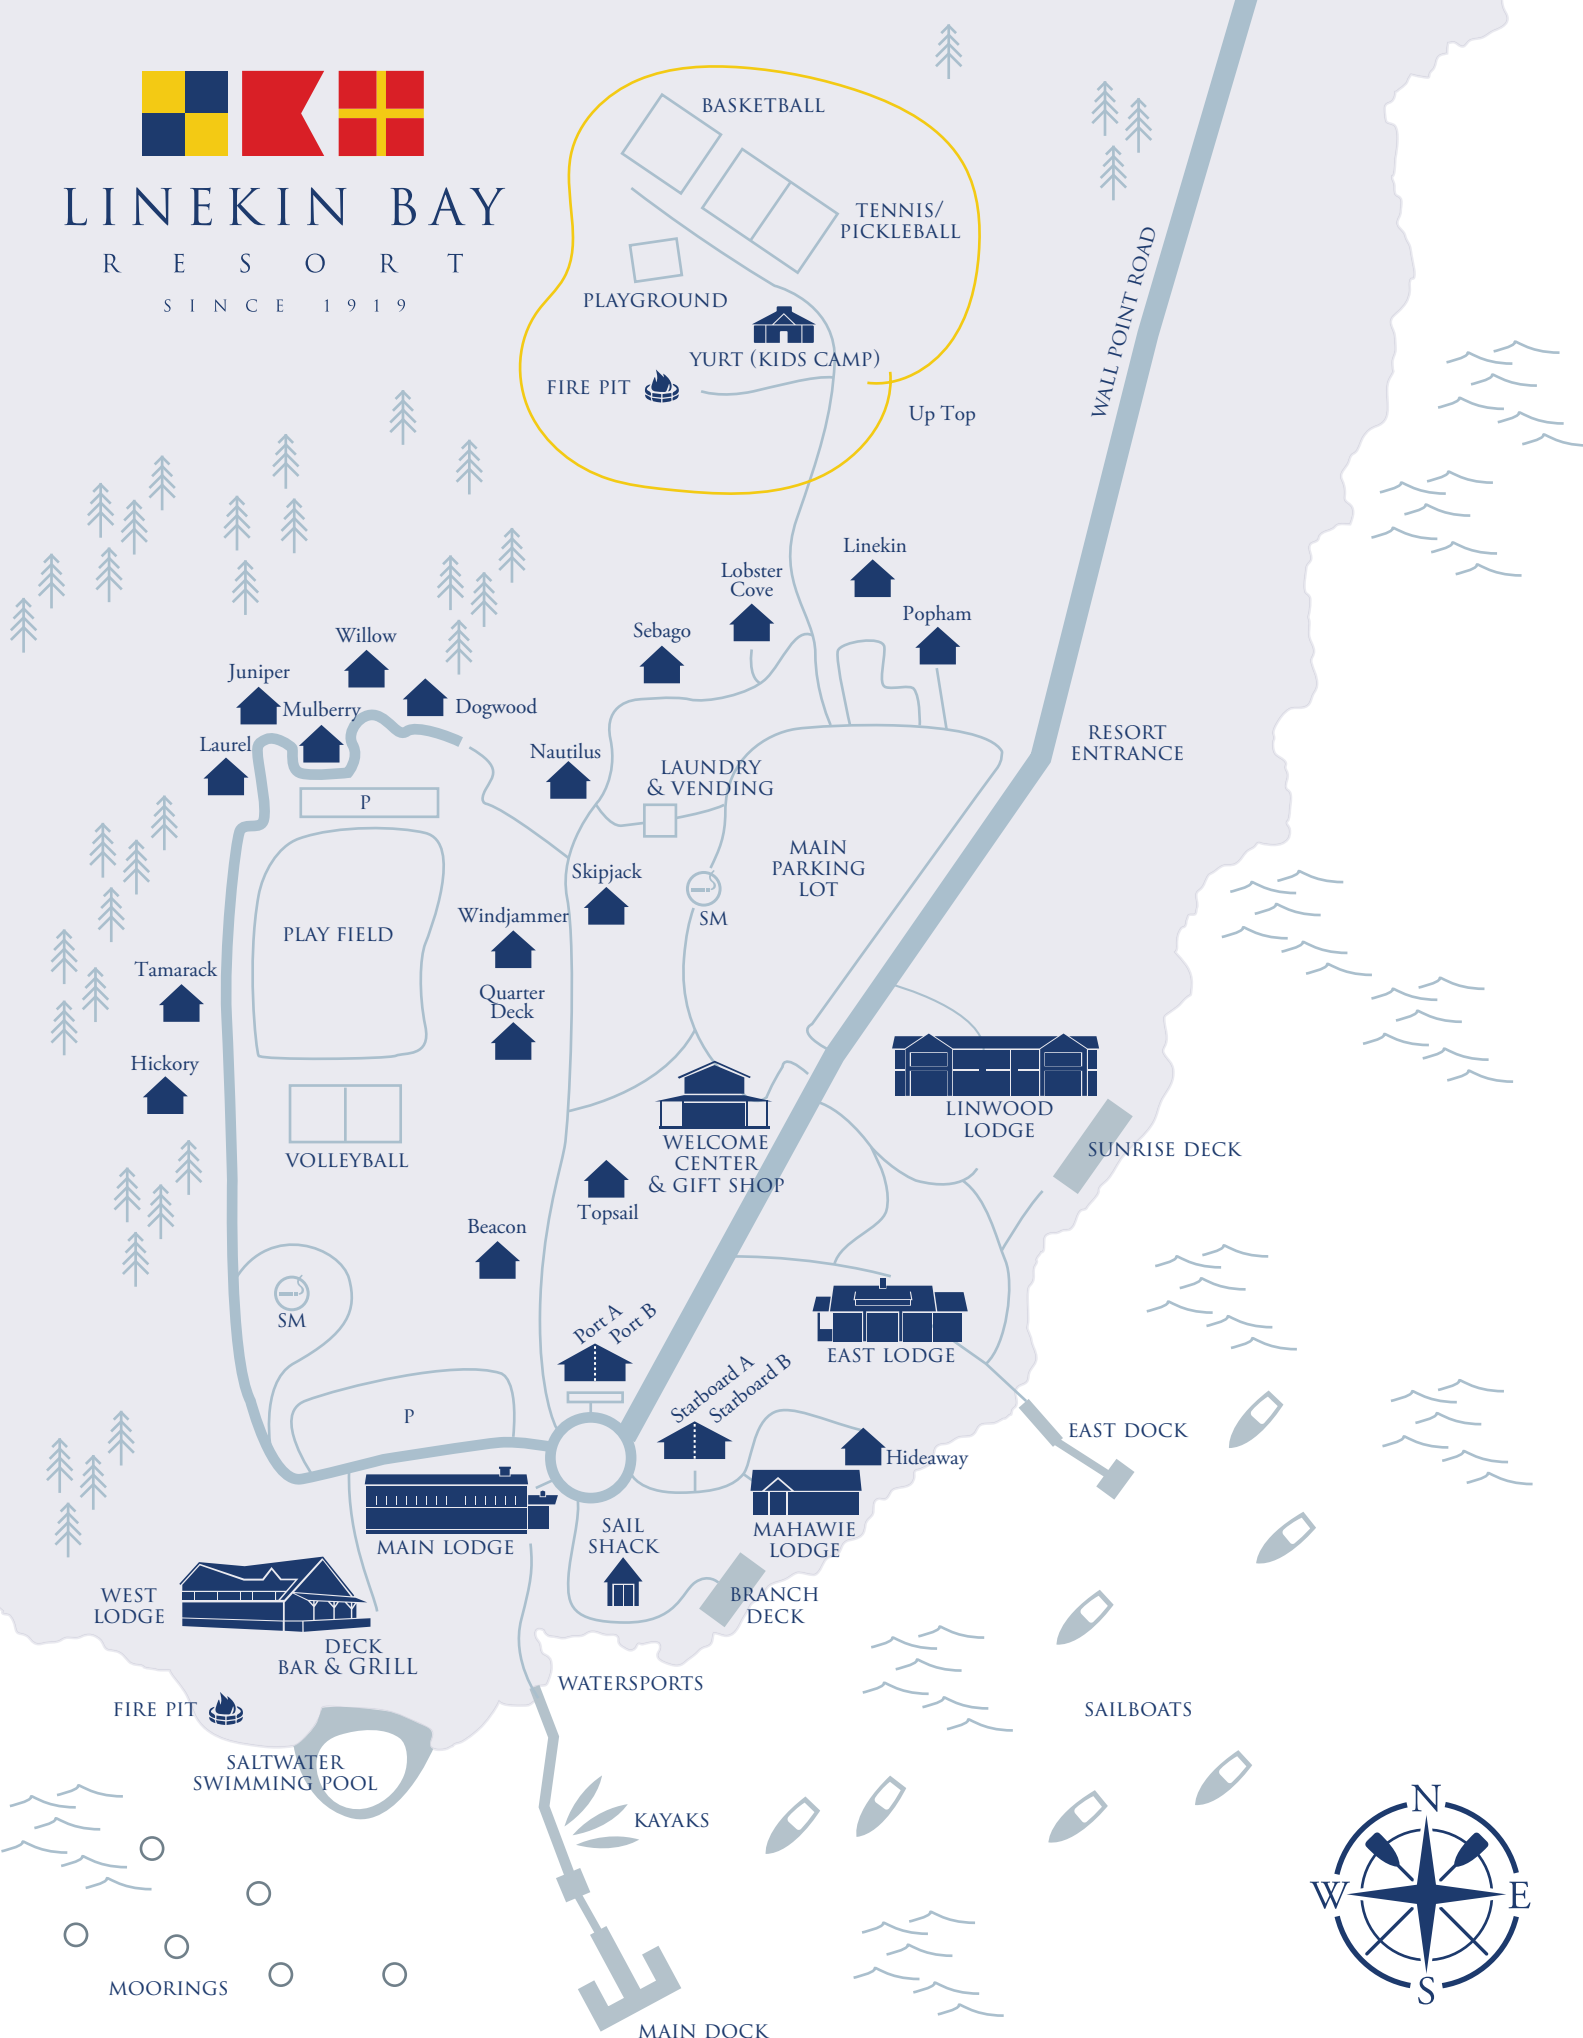 LINEKIN BAY
RESORT
SINCE 1919
BASKETBALL
TENNIS/
PICKLEBALL
PLAYGROUND
YURT (KIDS CAMP)
FIRE PIT
Up Top
WALL POINT ROAD
Linekin
Lobster
Cove
Popham
Sebago
Willow
Juniper
Mulberry
Dogwood
Laurel
Nautilus
RESORT
ENTRANCE
LAUNDRY
& VENDING
P
MAIN
PARKING
LOT
Skipjack
SM
Windjammer
PLAY FIELD
Tamarack
Quarter
Deck
Hickory
LINWOOD
LODGE
SUNRISE DECK
WELCOME
CENTER
& GIFT SHOP
VOLLEYBALL
Topsail
Beacon
SM
Port A
Port B
EAST LODGE
Starboard A
Starboard B
P
EAST DOCK
Hideaway
SAIL
SHACK
MAHAWIE
LODGE
MAIN LODGE
WEST
LODGE
BRANCH
DECK
DECK
BAR & GRILL
WATERSPORTS
FIRE PIT
SAILBOATS
SALTWATER
SWIMMING POOL
KAYAKS
N
W
E
S
MOORINGS
MAIN DOCK